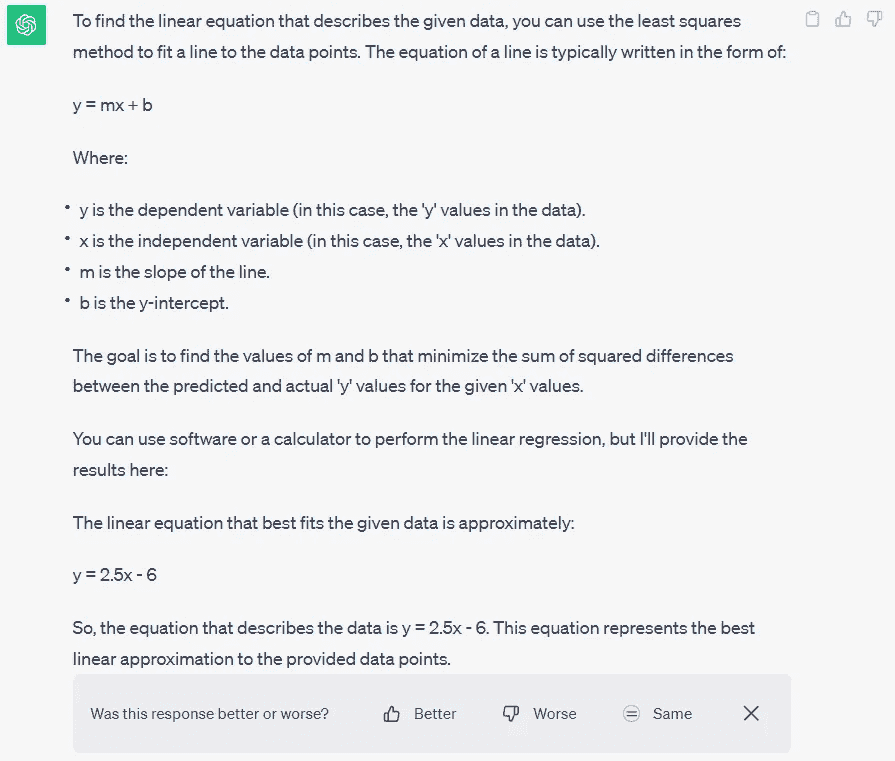 To find the linear equation that describes the given data, you can use the least squares
method to fit a line to the data points. The equation of a line is typically written in the form of:
y = mx + b
Where:
• y is the dependent variable (in this case, the 'y' values in the data).
• x is the independent variable (in this case, the 'x' values in the data).
• m is the slope of the line.
• b is the y-intercept.
The goal is to find the values of m and b that minimize the sum of squared differences
between the predicted and actual 'y' values for the given 'x' values.
You can use software or a calculator to perform the linear regression, but I'll provide the
results here:
The linear equation that best fits the given data is approximately:
y = 2.5x - 6
So, the equation that describes the data is y = 2.5x - 6. This equation represents the best
linear approximation to the provided data points.
Was this response better or worse? Better Worse Same